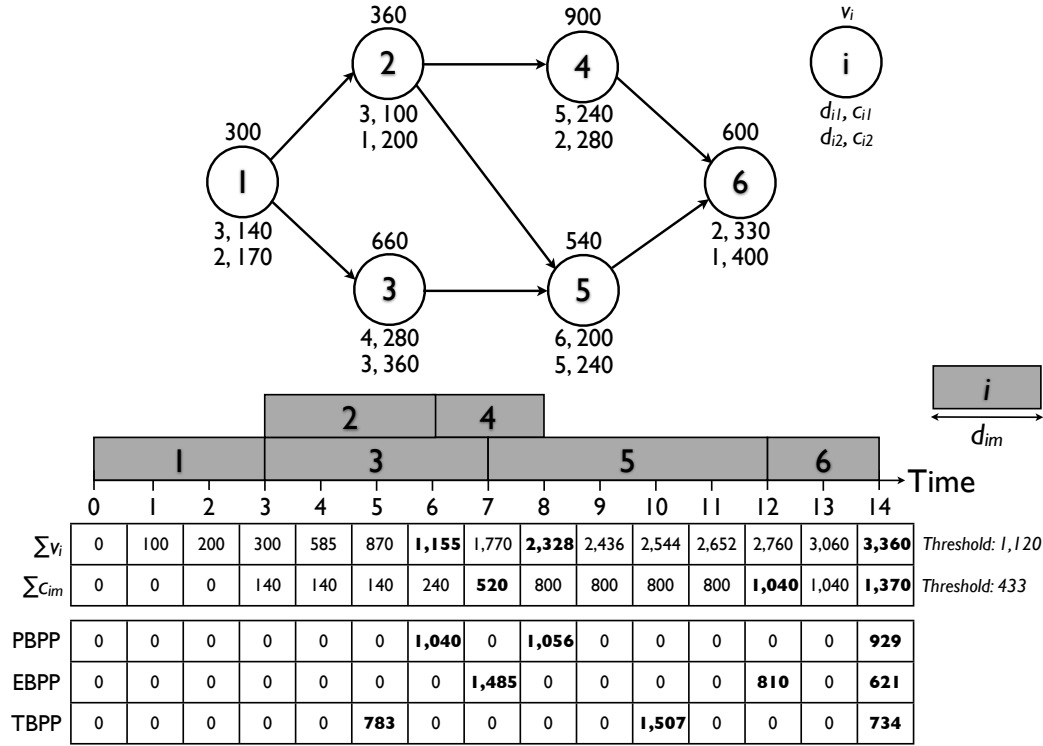 360
900
v_i
2
4
i
3, 100
1, 200
5, 240
2, 280
d_i1, c_i1
d_i2, c_i2
300
600
1
6
3, 140
2, 170
2, 330
1, 400
660
540
3
5
4, 280
3, 360
6, 200
5, 240
i
d_im
2 4
1 3 5 6
Time
0 1 2 3 4 5 6 7 8 9 10 11 12 13 14
∑v_i 0 100 200 300 585 870 1,155 1,770 2,328 2,436 2,544 2,652 2,760 3,060 3,360 Threshold: 1,120
∑c_im 0 0 0 140 140 140 240 520 800 800 800 800 1,040 1,040 1,370 Threshold: 433
PBPP 0 0 0 0 0 0 1,040 0 1,056 0 0 0 0 0 929
EBPP 0 0 0 0 0 0 0 1,485 0 0 0 0 810 0 621
TBPP 0 0 0 0 0 783 0 0 0 0 1,507 0 0 0 734